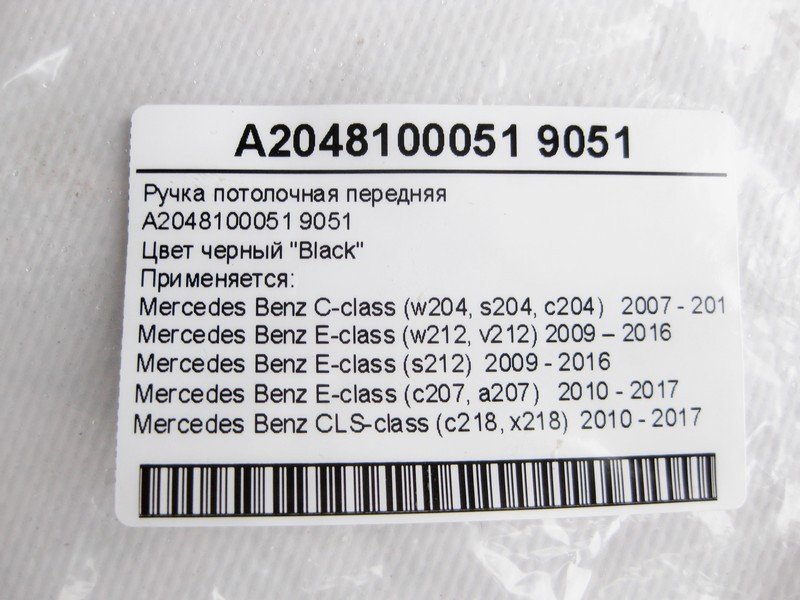 A2048100051 9051
Ручка потолочная передняя
A2048100051 9051
Цвет черный "Black"
Применяется:
Mercedes Benz C-class (w204, s204, c204) 2007 - 201
Mercedes Benz E-class (w212, v212) 2009 – 2016
Mercedes Benz E-class (s212) 2009 - 2016
Mercedes Benz E-class (c207, a207) 2010 - 2017
Mercedes Benz CLS-class (c218, x218) 2010 - 2017